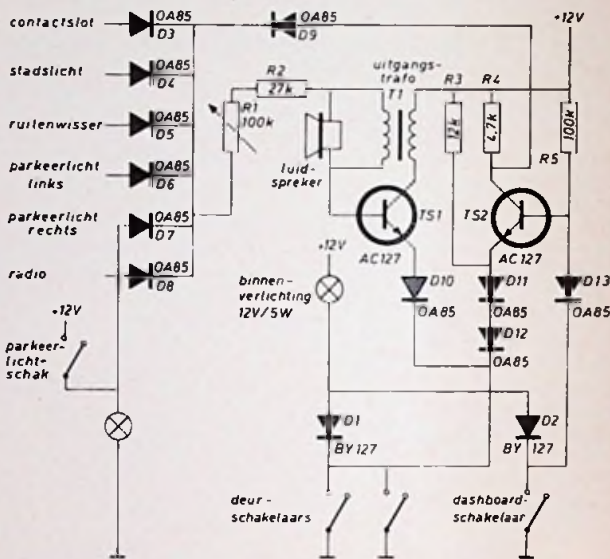 contactslot
OA85
D3
stadslicht
OA85
D4
ruitenwisser
OA85
D5
parkeerlicht
links
OA85
D6
parkeerlicht
rechts
OA85
D7
radio
OA85
D8
+12V
parkeer-
licht-
schak
OA85
D9
R2
27k
R1
100k
luid-
spreker
uitgangs-
trafo
T1
R3
12k
R4
4,7k
+12V
100k
R5
TS1
AC127
TS2
AC127
+12V
binnen-
verlichting
12V/5W
D10
OA85
D11
OA85
D12
OA85
D13
OA85
D1
BY127
D2
BY 127
deur-
schakelaars
dashboard-
schakelaar